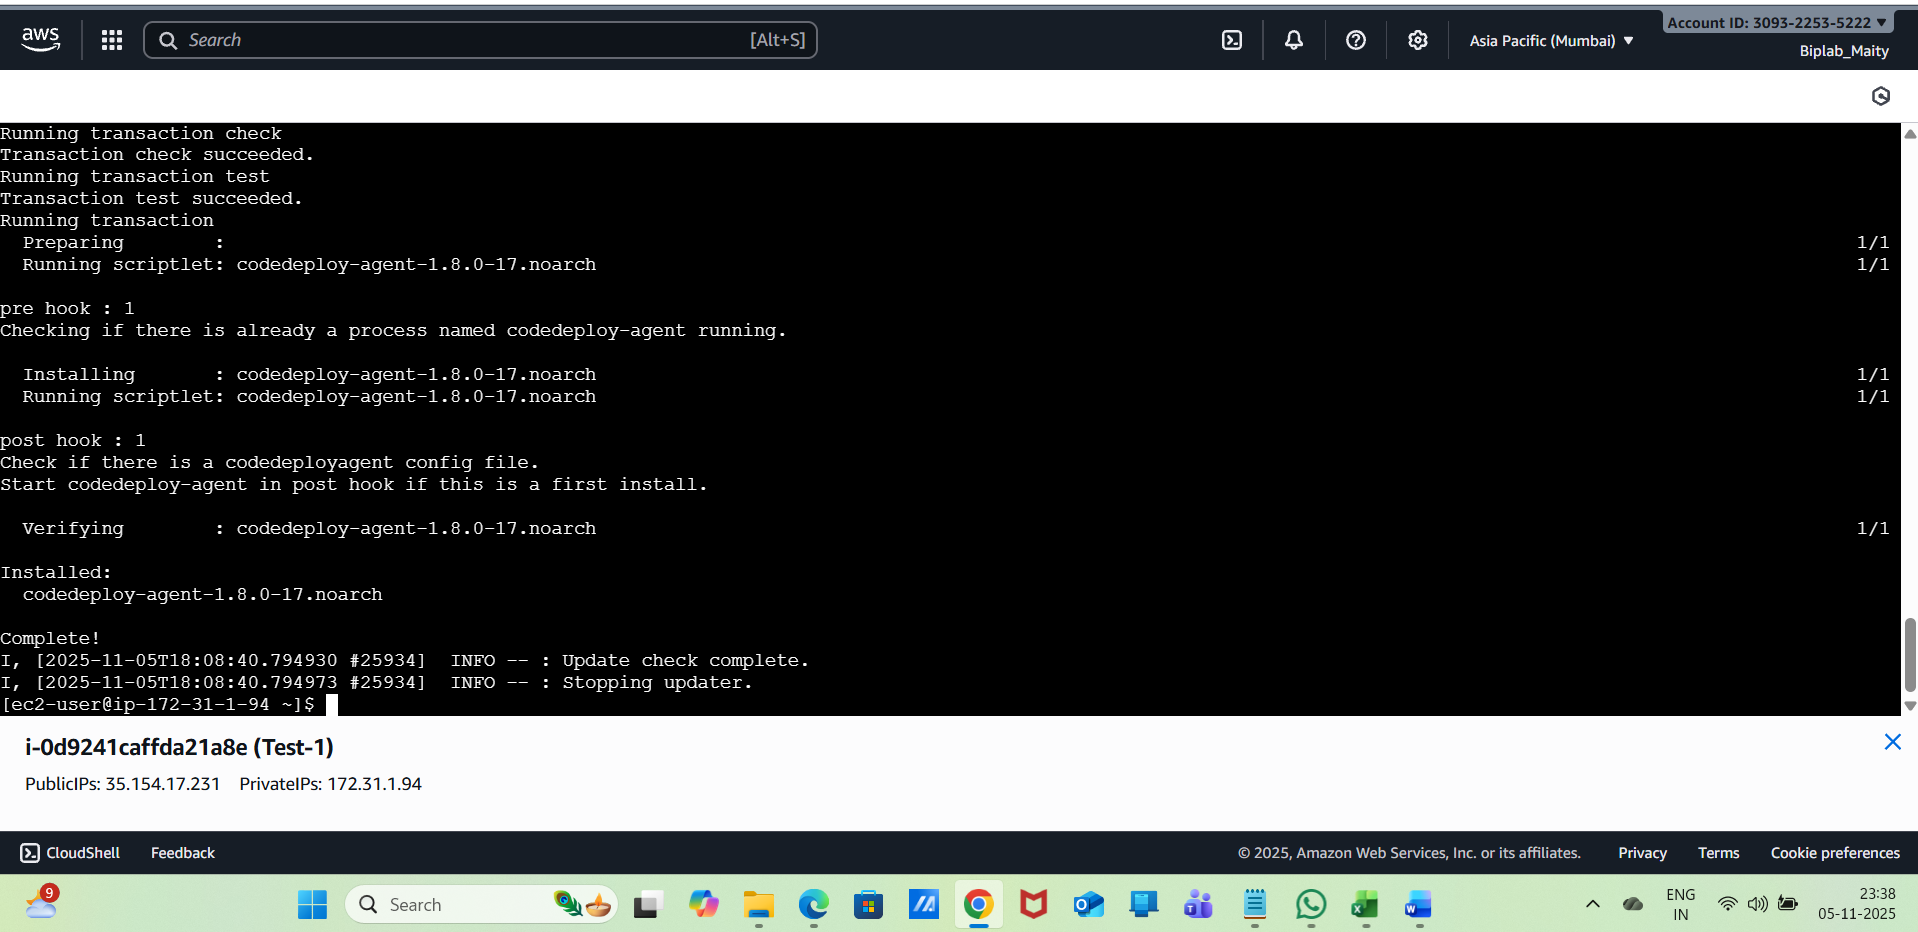 aws
Search [Alt+S]
Asia Pacific (Mumbai) ▼
Account ID: 3093-2253-5222 ▼
Biplab_Maity
Running transaction check
Transaction check succeeded.
Running transaction test
Transaction test succeeded.
Running transaction
  Preparing        :                                                                 1/1
  Running scriptlet: codedeploy-agent-1.8.0-17.noarch                                1/1
pre hook : 1
Checking if there is already a process named codedeploy-agent running.
  Installing       : codedeploy-agent-1.8.0-17.noarch                                1/1
  Running scriptlet: codedeploy-agent-1.8.0-17.noarch                                1/1
post hook : 1
Check if there is a codedeployagent config file.
Start codedeploy-agent in post hook if this is a first install.
  Verifying        : codedeploy-agent-1.8.0-17.noarch                                1/1
Installed:
  codedeploy-agent-1.8.0-17.noarch
Complete!
I, [2025-11-05T18:08:40.794930 #25934]  INFO -- : Update check complete.
I, [2025-11-05T18:08:40.794973 #25934]  INFO -- : Stopping updater.
[ec2-user@ip-172-31-1-94 ~]$
i-0d9241caffda21a8e (Test-1)
PublicIPs: 35.154.17.231 PrivateIPs: 172.31.1.94
CloudShell Feedback © 2025, Amazon Web Services, Inc. or its affiliates. Privacy Terms Cookie preferences
9
Search
ENG
IN
23:38
05-11-2025